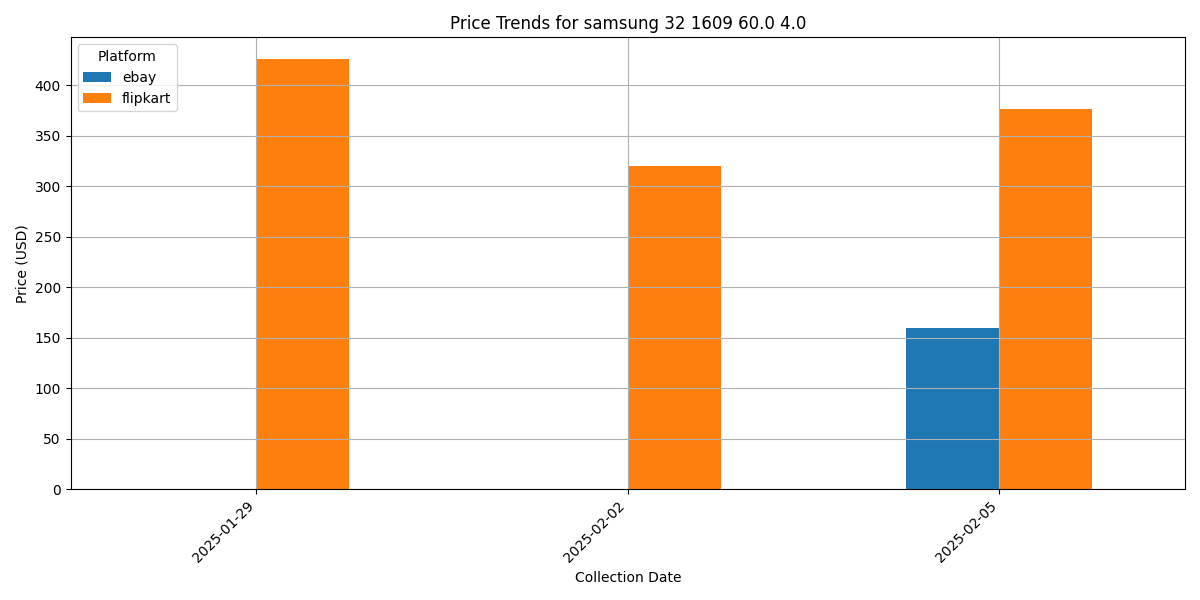 Price Trends for samsung 32 1609 60.0 4.0
Platform
ebay
flipkart
Price (USD)
400
350
300
250
200
150
100
50
0
2025-01-29
2025-02-02
2025-02-05
Collection Date